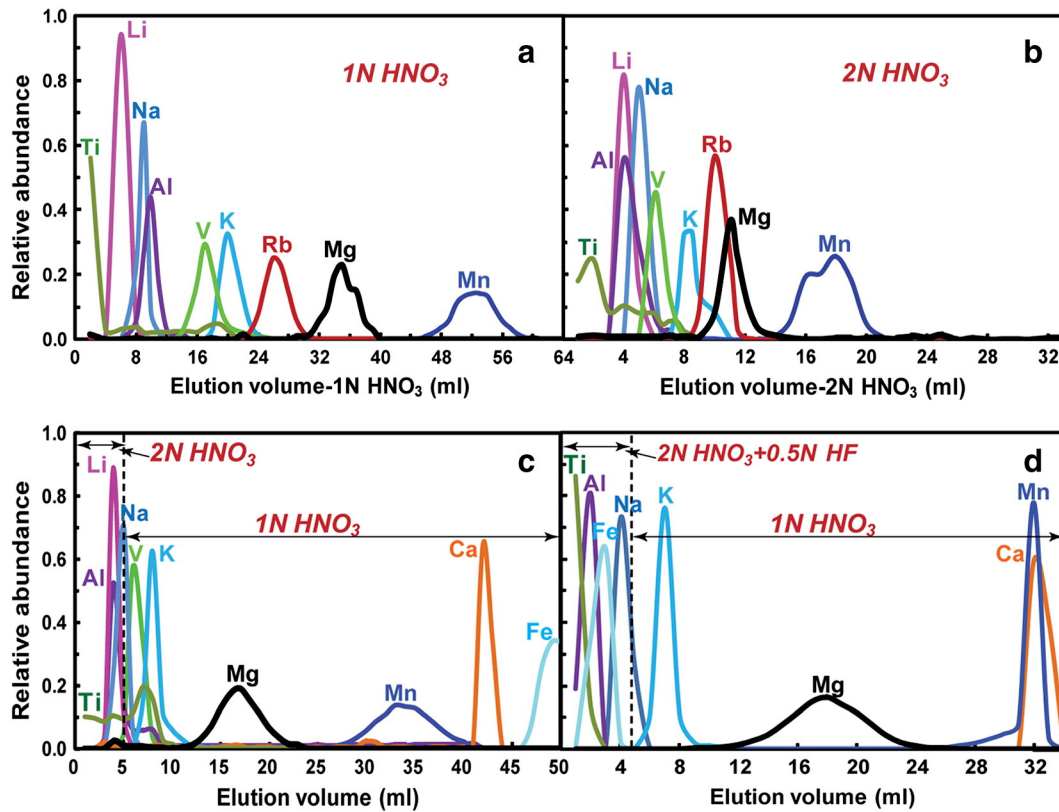 Relative abundance
1.0
0.8
0.6
0.4
0.2
0.0
a
1N HNO₃
Ti
Li
Na
Al
V
K
Rb
Mg
Mn
0 8 16 24 32 40 48 56 64
Elution volume-1N HNO₃ (ml)
b
2N HNO₃
Ti
Al
Li
Na
V
K
Rb
Mg
Mn
4 8 12 16 20 24 28 32
Elution volume-2N HNO₃ (ml)
Relative abundance
1.0
0.8
0.6
0.4
0.2
0.0
2N HNO₃
c
1N HNO₃
Li
Na
V
K
Al
Ti
Mg
Mn
Ca
Fe
0 5 10 15 20 25 30 35 40 45 50
Elution volume (ml)
2N HNO₃+0.5N HF
d
1N HNO₃
Ti
Al
Fe
Na
K
Mg
Mn
Ca
4 8 12 16 20 24 28 32
Elution volume (ml)